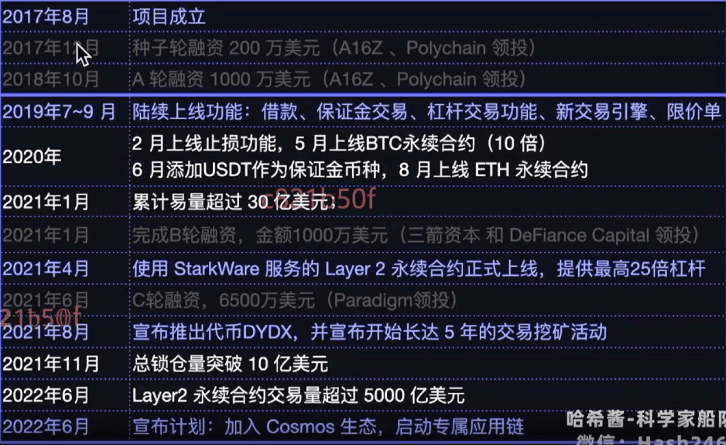 2017年8月 项目成立
2017年12月 种子轮融资 200 万美元（A16Z 、Polychain 领投）
2018年10月 A 轮融资 1000 万美元（A16Z 、Polychain 领投）
2019年7~9 月 陆续上线功能：借款、保证金交易、杠杆交易功能、新交易引擎、限价单
2020年 2 月上线止损功能，5 月上线BTC永续合约（10 倍）
6 月添加USDT作为保证金币种，8 月上线 ETH 永续合约
2021年1月 累计易量超过 30 亿美元；
c821b50f
2021年1月 完成B轮融资，金额1000万美元（三箭资本 和 DeFiance Capital 领投）
2021年4月 使用 StarkWare 服务的 Layer 2 永续合约正式上线，提供最高25倍杠杆
2021年6月 C轮融资，6500万美元（Paradigm领投）
21b50f
2021年8月 宣布推出代币DYDX，并宣布开始长达 5 年的交易挖矿活动
2021年11月 总锁仓量突破 10 亿美元
2022年6月 Layer2 永续合约交易量超过 5000 亿美元
2022年6月 宣布计划：加入 Cosmos 生态，启动专属应用链
哈希酱-科学家船队